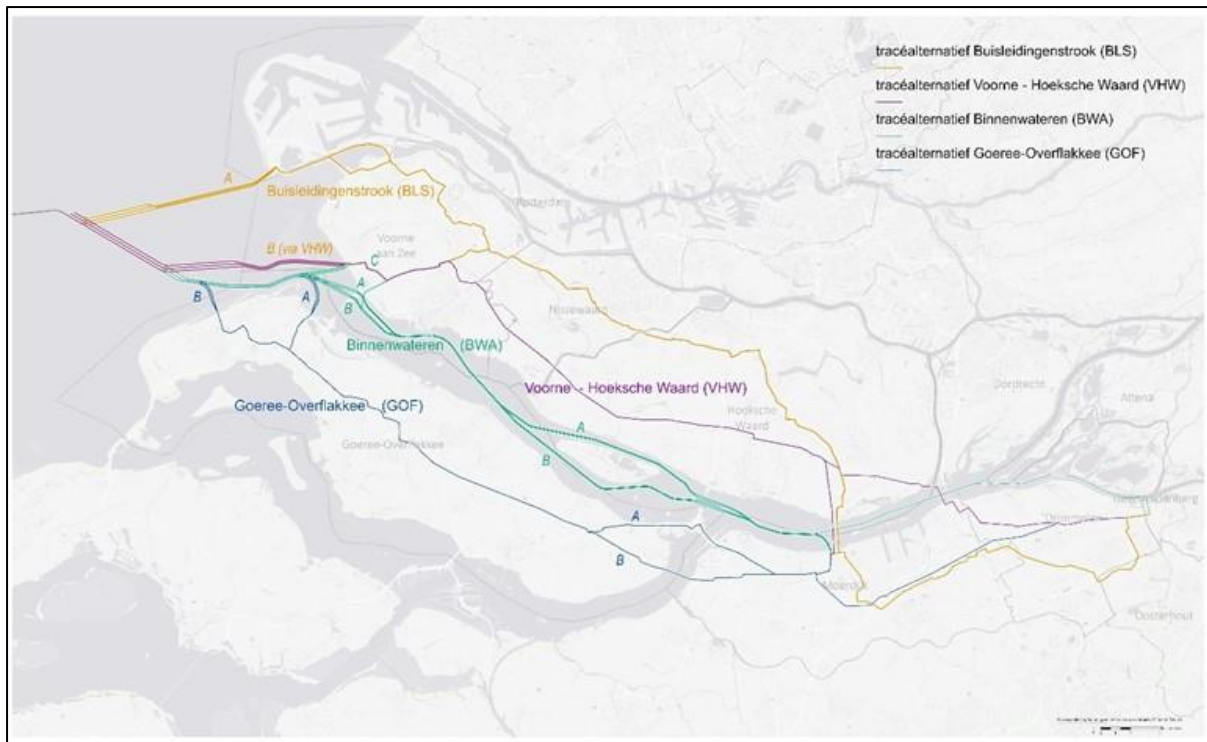 tracéalternatief Buisleidingenstrook (BLS)
tracéalternatief Voorne - Hoeksche Waard (VHW)
tracéalternatief Binnenwateren (BWA)
tracéalternatief Goeree-Overflakkee (GOF)
A
Buisleidingenstrook (BLS)
Rotterdam
B (via VHW)
Voorne
aan Zee
C
A
B
B
A
Nissewaard
Binnenwateren (BWA)
Voorne - Hoeksche Waard (VHW)
Dordrecht
Altena
Goeree-Overflakkee (GOF)
Hoeksche
Waard
A
Goeree-Overflakkee
B
A
B
Moerdijk
Oosterhout